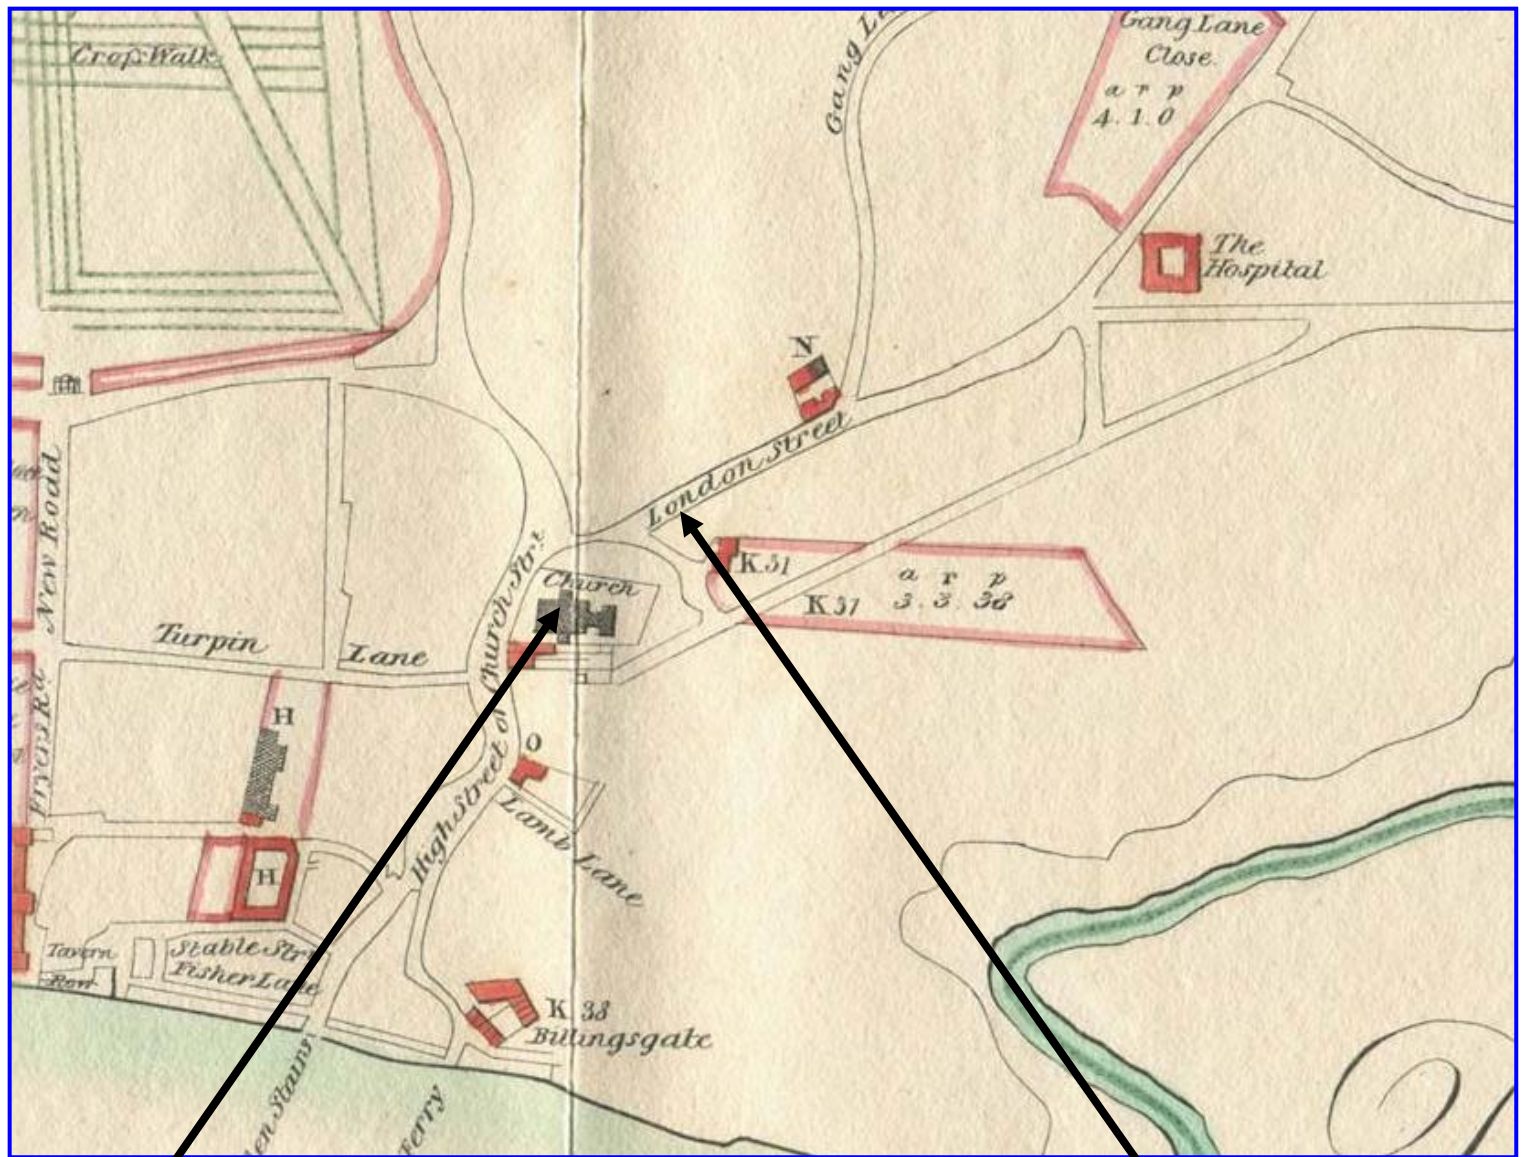 Croſs Walk
Gang
Gang Lane
Close.
a r p
4.1.0
The
Hospital
N
London Street
New Road
Church Str.t
Church
K.51
K 37
a r p
3.3.38
Turpin Lane
H
O
High Street or
Lamb Lane
H
Tavern
Row
Stable Str.
Fisher Lane
K.38
Billingsgate
Stairs
Ferry